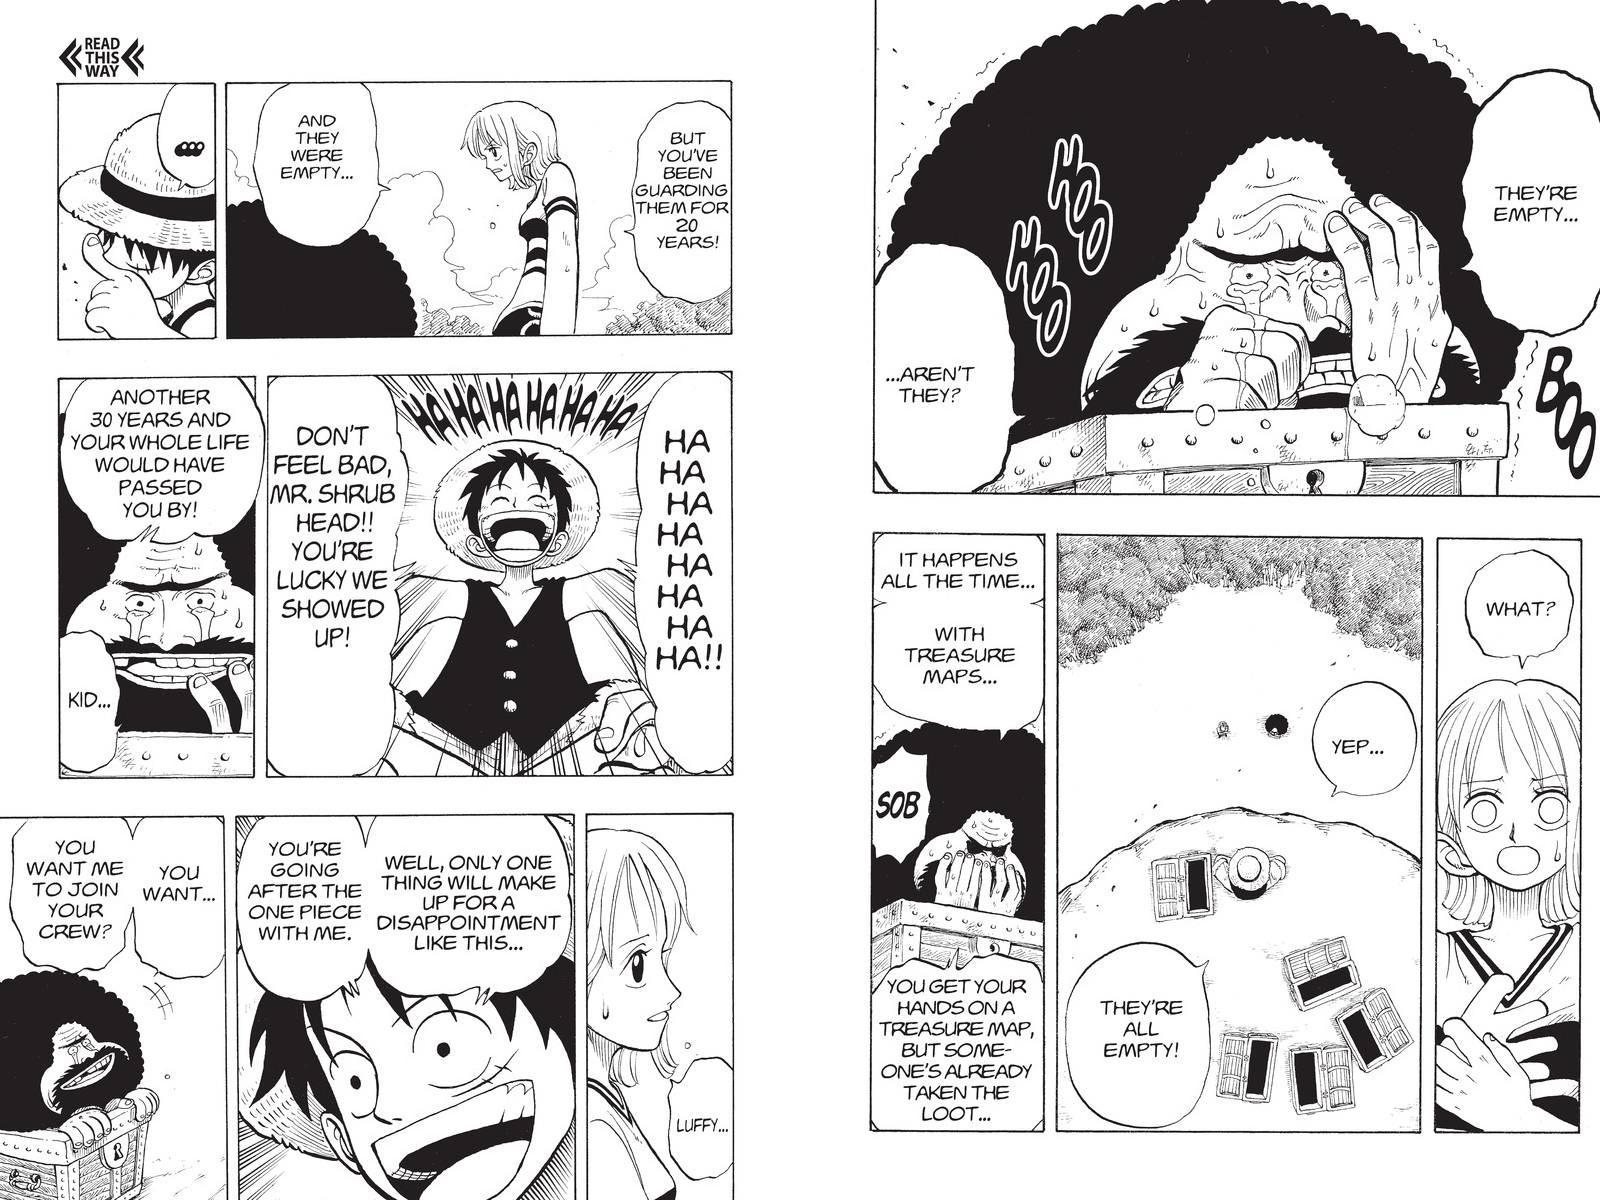 THEY'RE
EMPTY...
HOO
HOO
HOO
HOO
...AREN'T
THEY?
BOO
WHAT?
YEP...
THEY'RE
ALL
EMPTY!
IT HAPPENS
ALL THE TIME...
WITH
TREASURE
MAPS...
SOB
YOU GET YOUR
HANDS ON A
TREASURE MAP,
BUT SOME-
ONE'S ALREADY
TAKEN THE
LOOT...
READ
THIS
WAY
BUT
YOU'VE
BEEN
GUARDING
THEM FOR
20
YEARS!
AND
THEY
WERE
EMPTY...
...
HA
HA
HA
HA
HA
HA
HA
HA!!
HA HA HA HA HA HA
DON'T
FEEL BAD,
MR. SHRUB
HEAD!!
YOU'RE
LUCKY WE
SHOWED
UP!
ANOTHER
30 YEARS AND
YOUR WHOLE LIFE
WOULD HAVE
PASSED
YOU BY!
KID...
LUFFY...
WELL, ONLY ONE
THING WILL MAKE
UP FOR A
DISAPPOINTMENT
LIKE THIS...
YOU'RE
GOING
AFTER THE
ONE PIECE
WITH ME.
YOU
WANT...
YOU
WANT ME
TO JOIN
YOUR
CREW?